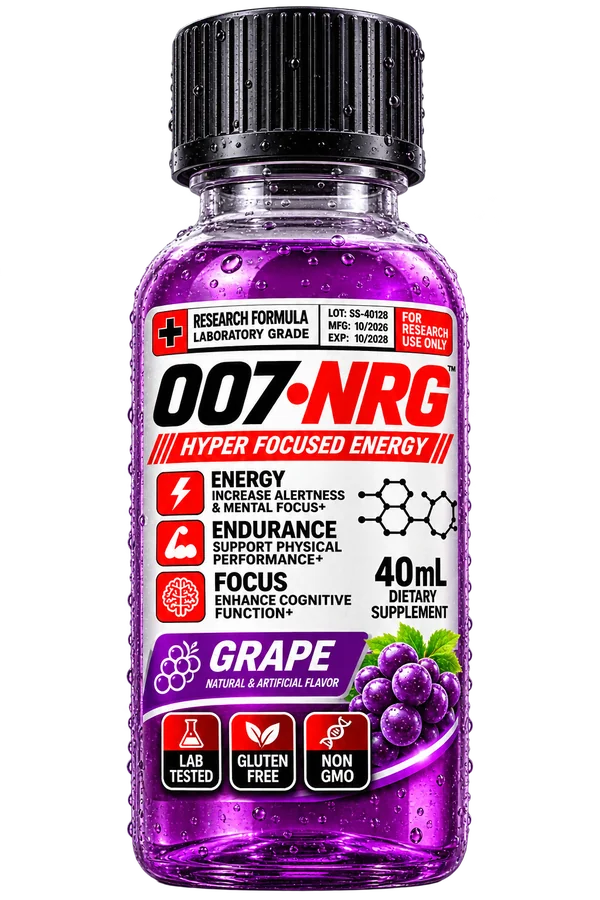 RESEARCH FORMULA
LABORATORY GRADE
LOT: SS-40128
MFG: 10/2026
EXP: 10/2028
FOR
RESEARCH
USE ONLY
007•NRG™
HYPER FOCUSED ENERGY
ENERGY
INCREASE ALERTNESS
& MENTAL FOCUS+
ENDURANCE
SUPPORT PHYSICAL
PERFORMANCE+
FOCUS
ENHANCE COGNITIVE
FUNCTION+
40mL
DIETARY
SUPPLEMENT
GRAPE
NATURAL & ARTIFICIAL FLAVOR
LAB
TESTED
GLUTEN
FREE
NON
GMO